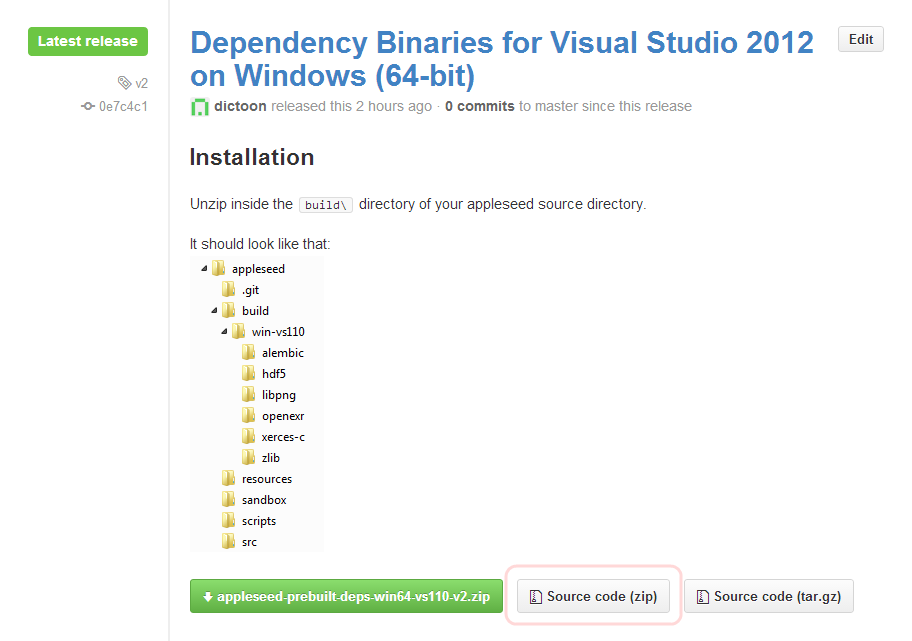 Latest release
v2
0e7c4c1
Dependency Binaries for Visual Studio 2012
on Windows (64-bit)
Edit
dictoon released this 2 hours ago · 0 commits to master since this release
Installation
Unzip inside the build\ directory of your appleseed source directory.
It should look like that:
appleseed
.git
build
win-vs110
alembic
hdf5
libpng
openexr
xerces-c
zlib
resources
sandbox
scripts
src
appleseed-prebuilt-deps-win64-vs110-v2.zip
Source code (zip)
Source code (tar.gz)